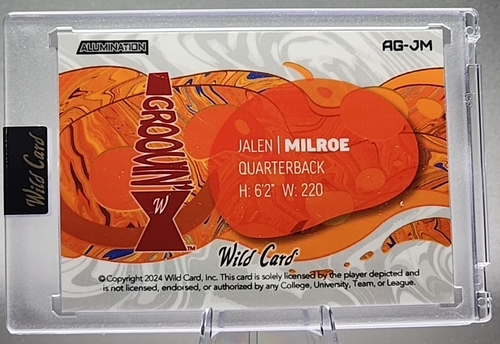 ALUMINATION
AG-JM
GROOVIN'
W
JALEN | MILROE
QUARTERBACK
H: 6'2" W: 220
Wild Card
Wild Card
TM
©Copyright 2024 Wild Card, Inc. This card is solely licensed by the player depicted and
is not licensed, endorsed, or authorized by any College, University, Team, or League.